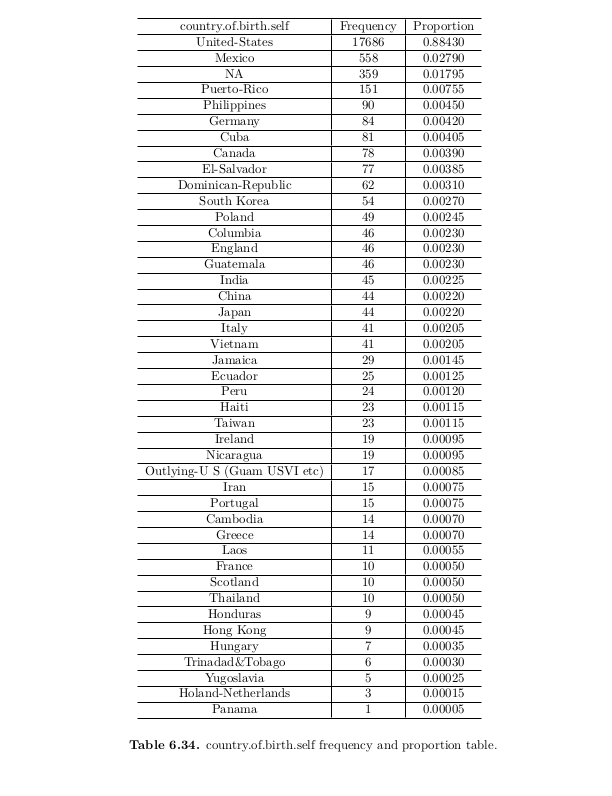 country.of.birth.self Frequency Proportion
United-States 17686 0.88430
Mexico 558 0.02790
NA 359 0.01795
Puerto-Rico 151 0.00755
Philippines 90 0.00450
Germany 84 0.00420
Cuba 81 0.00405
Canada 78 0.00390
El-Salvador 77 0.00385
Dominican-Republic 62 0.00310
South Korea 54 0.00270
Poland 49 0.00245
Columbia 46 0.00230
England 46 0.00230
Guatemala 46 0.00230
India 45 0.00225
China 44 0.00220
Japan 44 0.00220
Italy 41 0.00205
Vietnam 41 0.00205
Jamaica 29 0.00145
Ecuador 25 0.00125
Peru 24 0.00120
Haiti 23 0.00115
Taiwan 23 0.00115
Ireland 19 0.00095
Nicaragua 19 0.00095
Outlying-U S (Guam USVI etc) 17 0.00085
Iran 15 0.00075
Portugal 15 0.00075
Cambodia 14 0.00070
Greece 14 0.00070
Laos 11 0.00055
France 10 0.00050
Scotland 10 0.00050
Thailand 10 0.00050
Honduras 9 0.00045
Hong Kong 9 0.00045
Hungary 7 0.00035
Trinadad&Tobago 6 0.00030
Yugoslavia 5 0.00025
Holand-Netherlands 3 0.00015
Panama 1 0.00005
Table 6.34. country.of.birth.self frequency and proportion table.